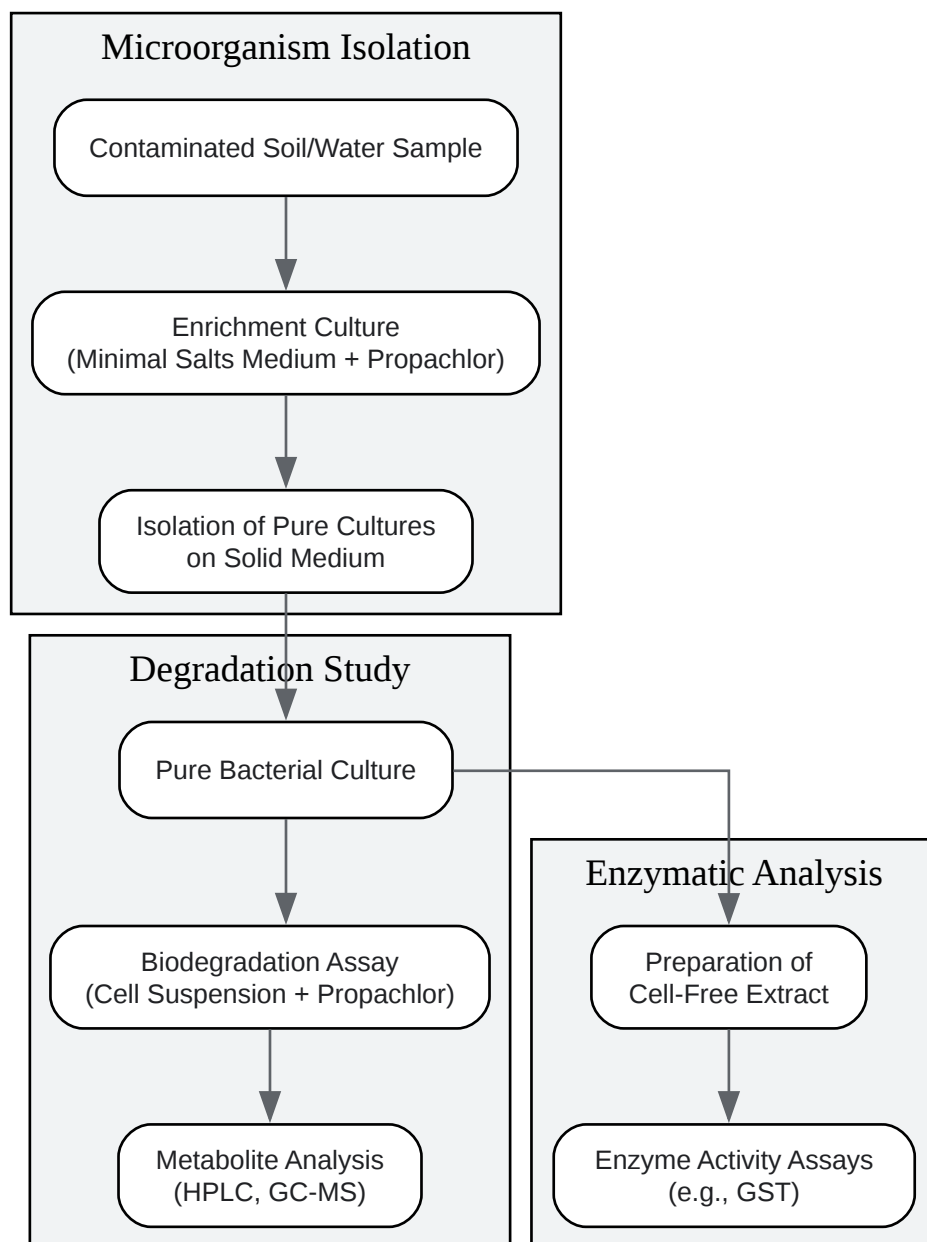 Microorganism Isolation
Contaminated Soil/Water Sample
Enrichment Culture
(Minimal Salts Medium + Propachlor)
Isolation of Pure Cultures
on Solid Medium
Degradation Study
Pure Bacterial Culture
Biodegradation Assay
(Cell Suspension + Propachlor)
Metabolite Analysis
(HPLC, GC-MS)
Enzymatic Analysis
Preparation of
Cell-Free Extract
Enzyme Activity Assays
(e.g., GST)